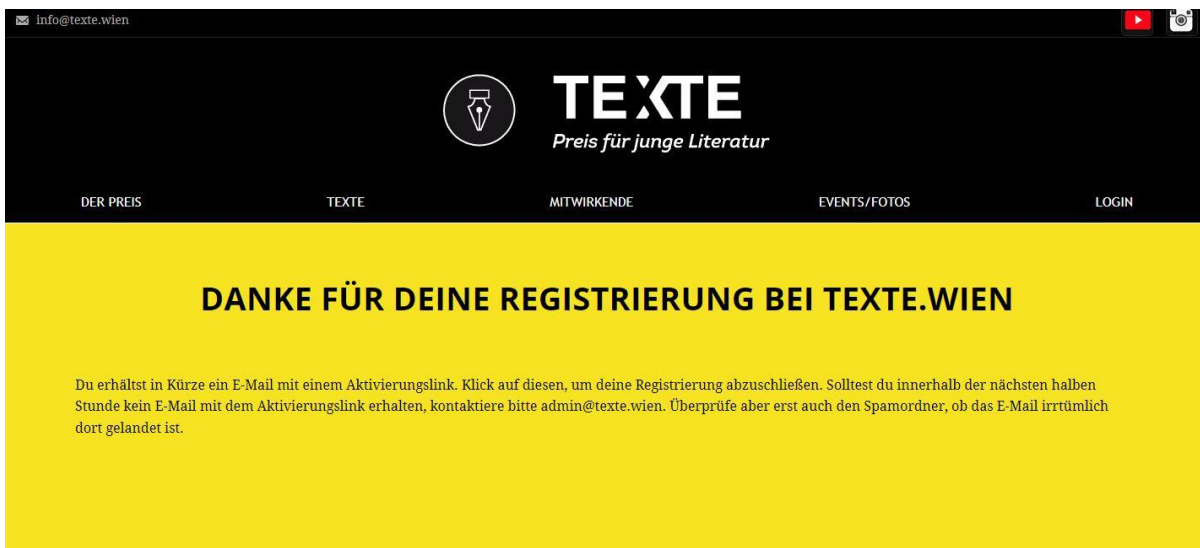 info@texte.wien
TEXTE
Preis für junge Literatur
DER PREIS TEXTE MITWIRKENDE EVENTS/FOTOS LOGIN
DANKE FÜR DEINE REGISTRIERUNG BEI TEXTE.WIEN
Du erhältst in Kürze ein E-Mail mit einem Aktivierungslink. Klick auf diesen, um deine Registrierung abzuschließen. Solltest du innerhalb der nächsten halben
Stunde kein E-Mail mit dem Aktivierungslink erhalten, kontaktiere bitte admin@texte.wien. Überprüfe aber erst auch den Spamordner, ob das E-Mail irrtümlich
dort gelandet ist.